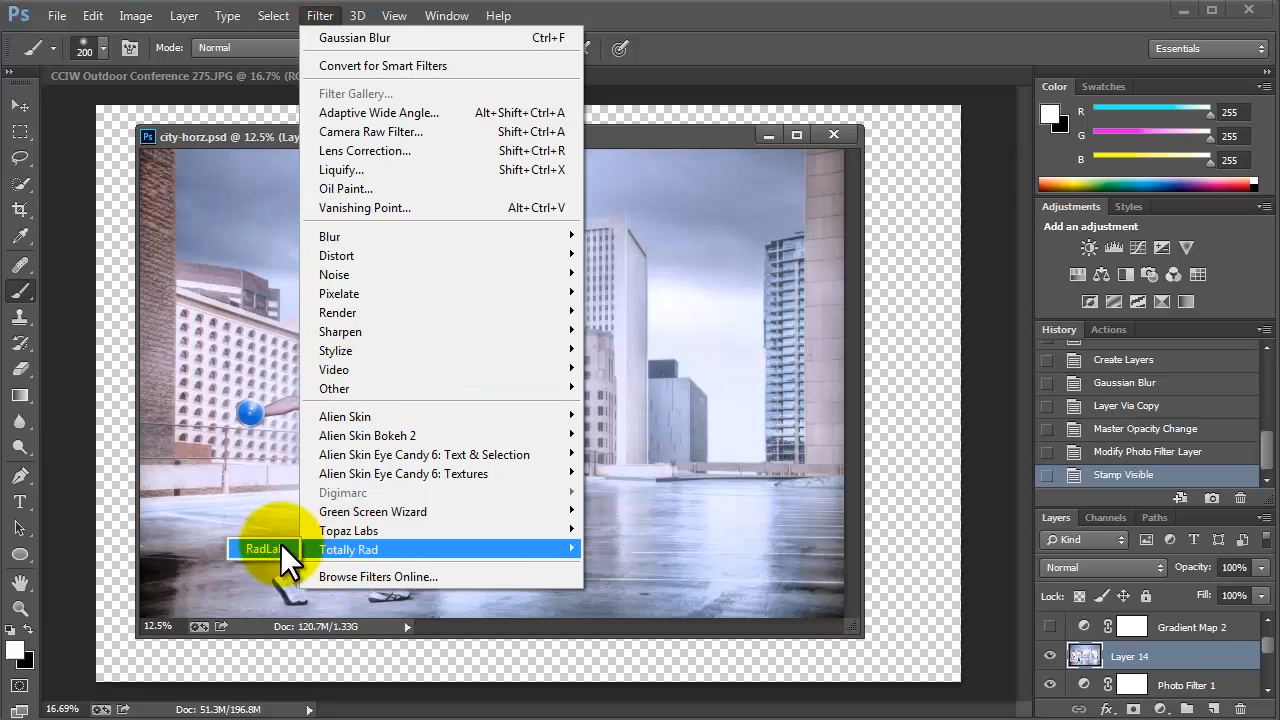 Ps File Edit Image Layer Type Select Filter 3D View Window Help
200 Mode: Normal Essentials
CCIW Outdoor Conference 275.JPG @ 16.7%
city-horz.psd @ 12.5%
Gaussian Blur Ctrl+F
Convert for Smart Filters
Filter Gallery...
Adaptive Wide Angle... Alt+Shift+Ctrl+A
Camera Raw Filter... Shift+Ctrl+A
Lens Correction... Shift+Ctrl+R
Liquify... Shift+Ctrl+X
Oil Paint...
Vanishing Point... Alt+Ctrl+V
Blur
Distort
Noise
Pixelate
Render
Sharpen
Stylize
Video
Other
Alien Skin
Alien Skin Bokeh 2
Alien Skin Eye Candy 6: Text & Selection
Alien Skin Eye Candy 6: Textures
Digimarc
Green Screen Wizard
Topaz Labs
Totally Rad
Browse Filters Online...
12.5% Doc: 120.7M/1.33G
16.69% Doc: 51.3M/196.8M
Color Swatches
R 255
G 255
B 255
Adjustments Styles
Add an adjustment
History Actions
Create Layers
Gaussian Blur
Layer Via Copy
Master Opacity Change
Modify Photo Filter Layer
Stamp Visible
Layers Channels Paths
Kind
Normal Opacity: 100%
Lock: Fill: 100%
Gradient Map 2
Layer 14
Photo Filter 1